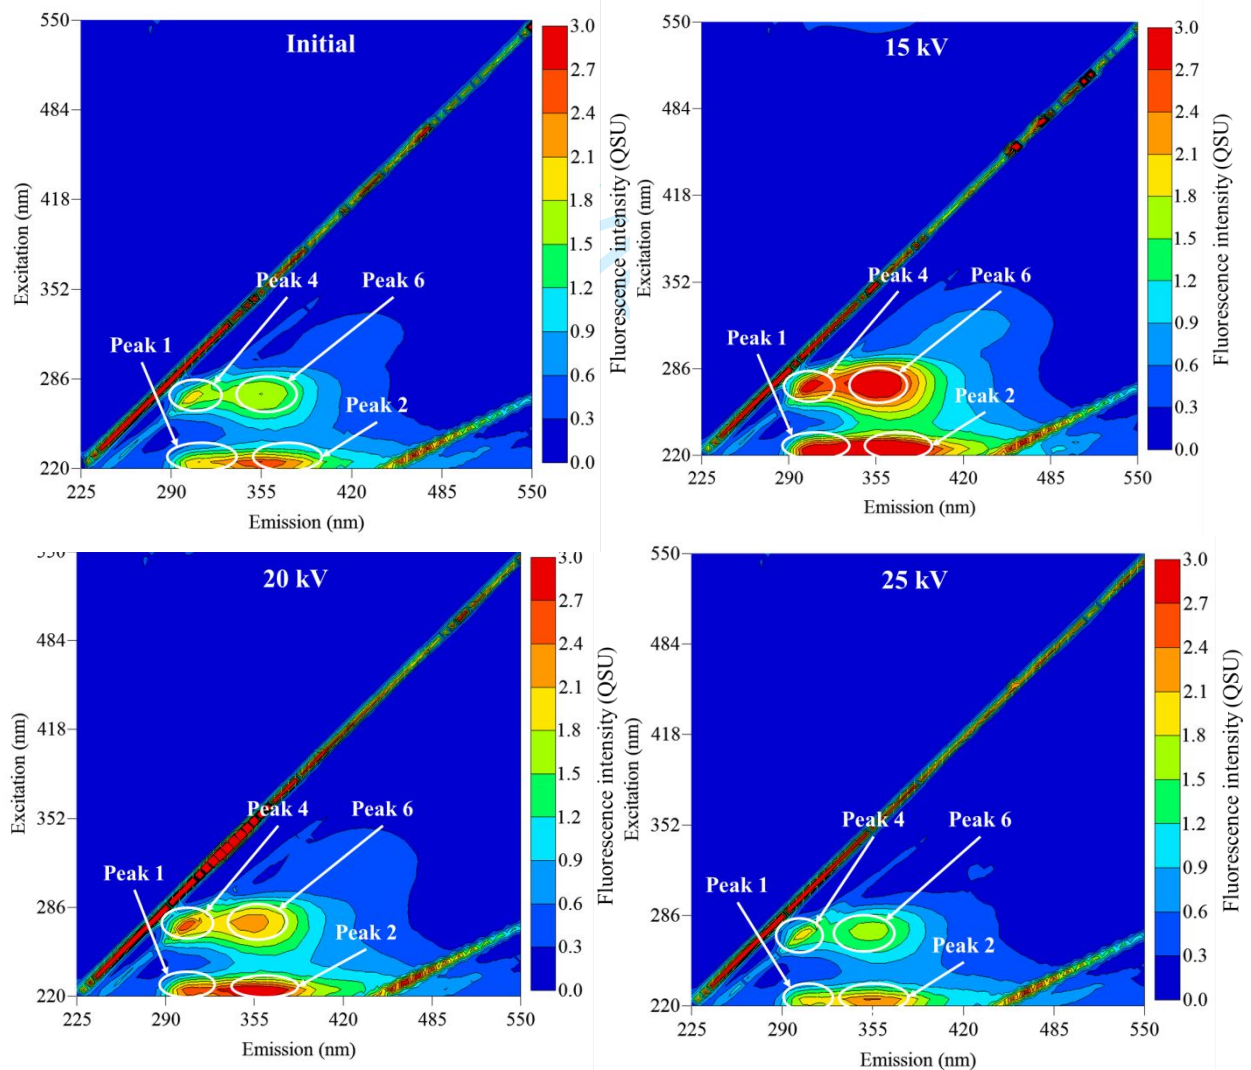 Initial
550
484
418
352
286
220
Excitation (nm)
225
290
355
420
485
550
Emission (nm)
Peak 1
Peak 4
Peak 6
Peak 2
3.0
2.7
2.4
2.1
1.8
1.5
1.2
0.9
0.6
0.3
0.0
Fluorescence intensity (QSU)
15 kV
550
484
418
352
286
220
Excitation (nm)
225
290
355
420
485
550
Emission (nm)
Peak 1
Peak 4
Peak 6
Peak 2
3.0
2.7
2.4
2.1
1.8
1.5
1.2
0.9
0.6
0.3
0.0
Fluorescence intensity (QSU)
20 kV
550
484
418
352
286
220
Excitation (nm)
225
290
355
420
485
550
Emission (nm)
Peak 1
Peak 4
Peak 6
Peak 2
3.0
2.7
2.4
2.1
1.8
1.5
1.2
0.9
0.6
0.3
0.0
Fluorescence intensity (QSU)
25 kV
550
484
418
352
286
220
Excitation (nm)
225
290
355
420
485
550
Emission (nm)
Peak 1
Peak 4
Peak 6
Peak 2
3.0
2.7
2.4
2.1
1.8
1.5
1.2
0.9
0.6
0.3
0.0
Fluorescence intensity (QSU)